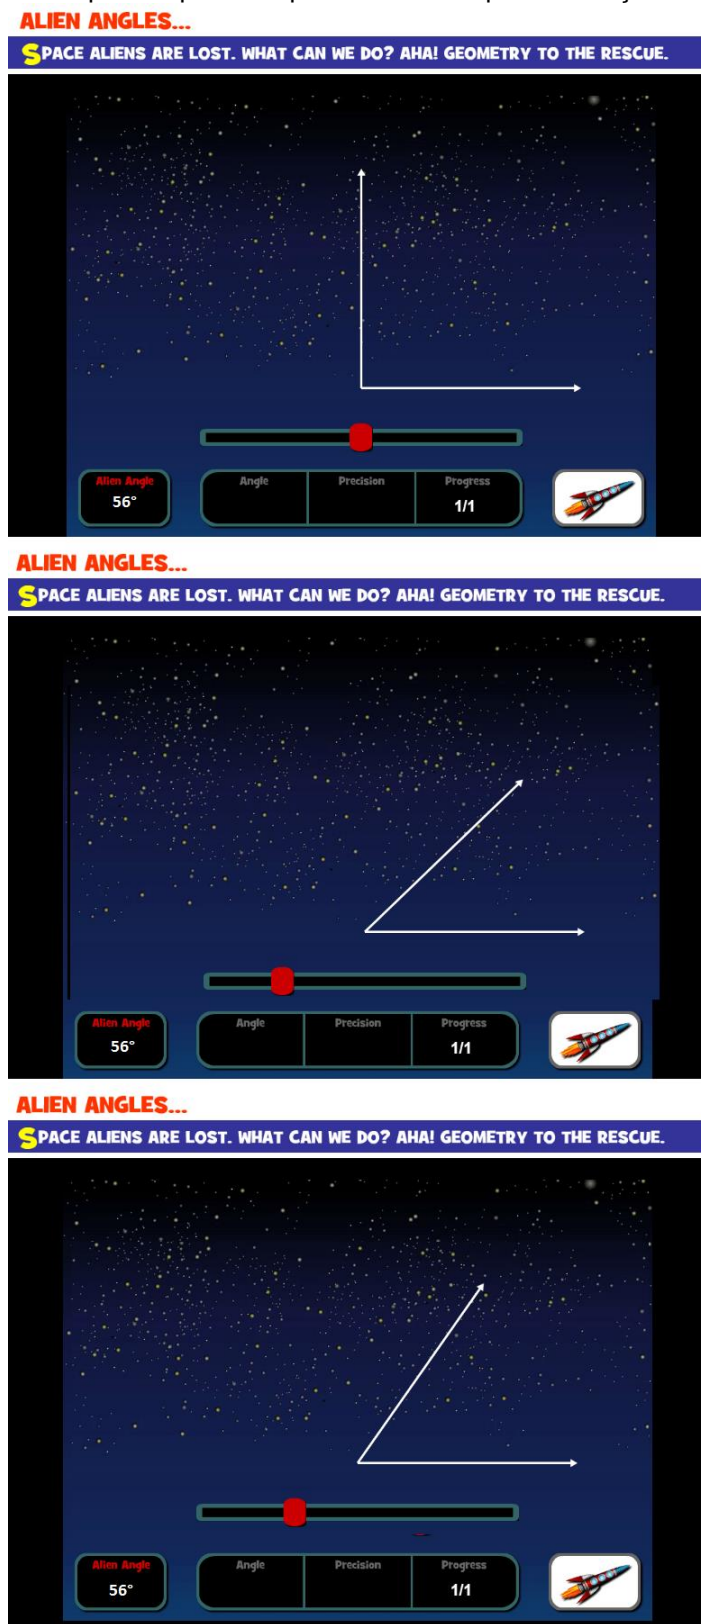 ALIEN ANGLES...
SPACE ALIENS ARE LOST. WHAT CAN WE DO? AHA! GEOMETRY TO THE RESCUE.
Alien Angle
56°
Angle
Precision
Progress
1/1
ALIEN ANGLES...
SPACE ALIENS ARE LOST. WHAT CAN WE DO? AHA! GEOMETRY TO THE RESCUE.
Alien Angle
56°
Angle
Precision
Progress
1/1
ALIEN ANGLES...
SPACE ALIENS ARE LOST. WHAT CAN WE DO? AHA! GEOMETRY TO THE RESCUE.
Alien Angle
56°
Angle
Precision
Progress
1/1